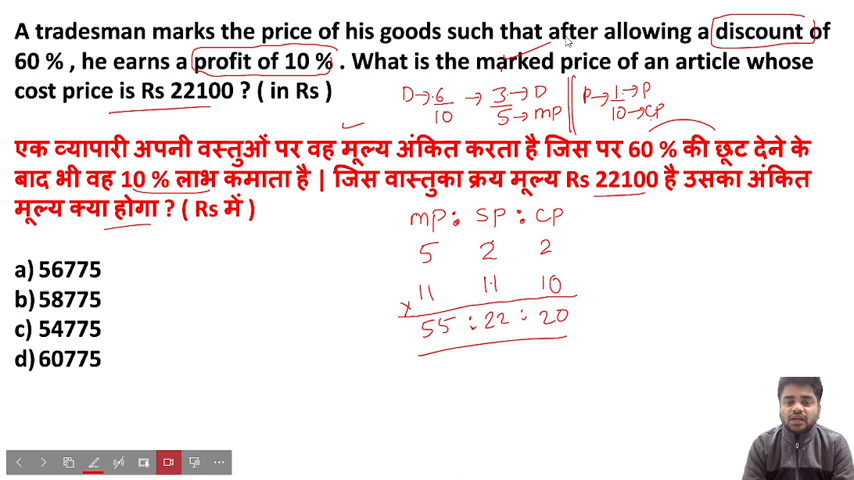 A tradesman marks the price of his goods such that after allowing a discount of
60 % , he earns a profit of 10 % . What is the marked price of an article whose
cost price is Rs 22100 ? ( in Rs )
D→ 6/10 → 3→D / 5→MP P→ 1→P / 10→CP
एक व्यापारी अपनी वस्तुओं पर वह मूल्य अंकित करता है जिस पर 60 % की छूट देने के
बाद भी वह 10 % लाभ कमाता है | जिस वास्तुका क्रय मूल्य Rs 22100 है उसका अंकित
मूल्य क्या होगा ? ( Rs में )
MP : SP : CP
5 2 2
× 11 11 10
55 : 22 : 20
a) 56775
b) 58775
c) 54775
d) 60775